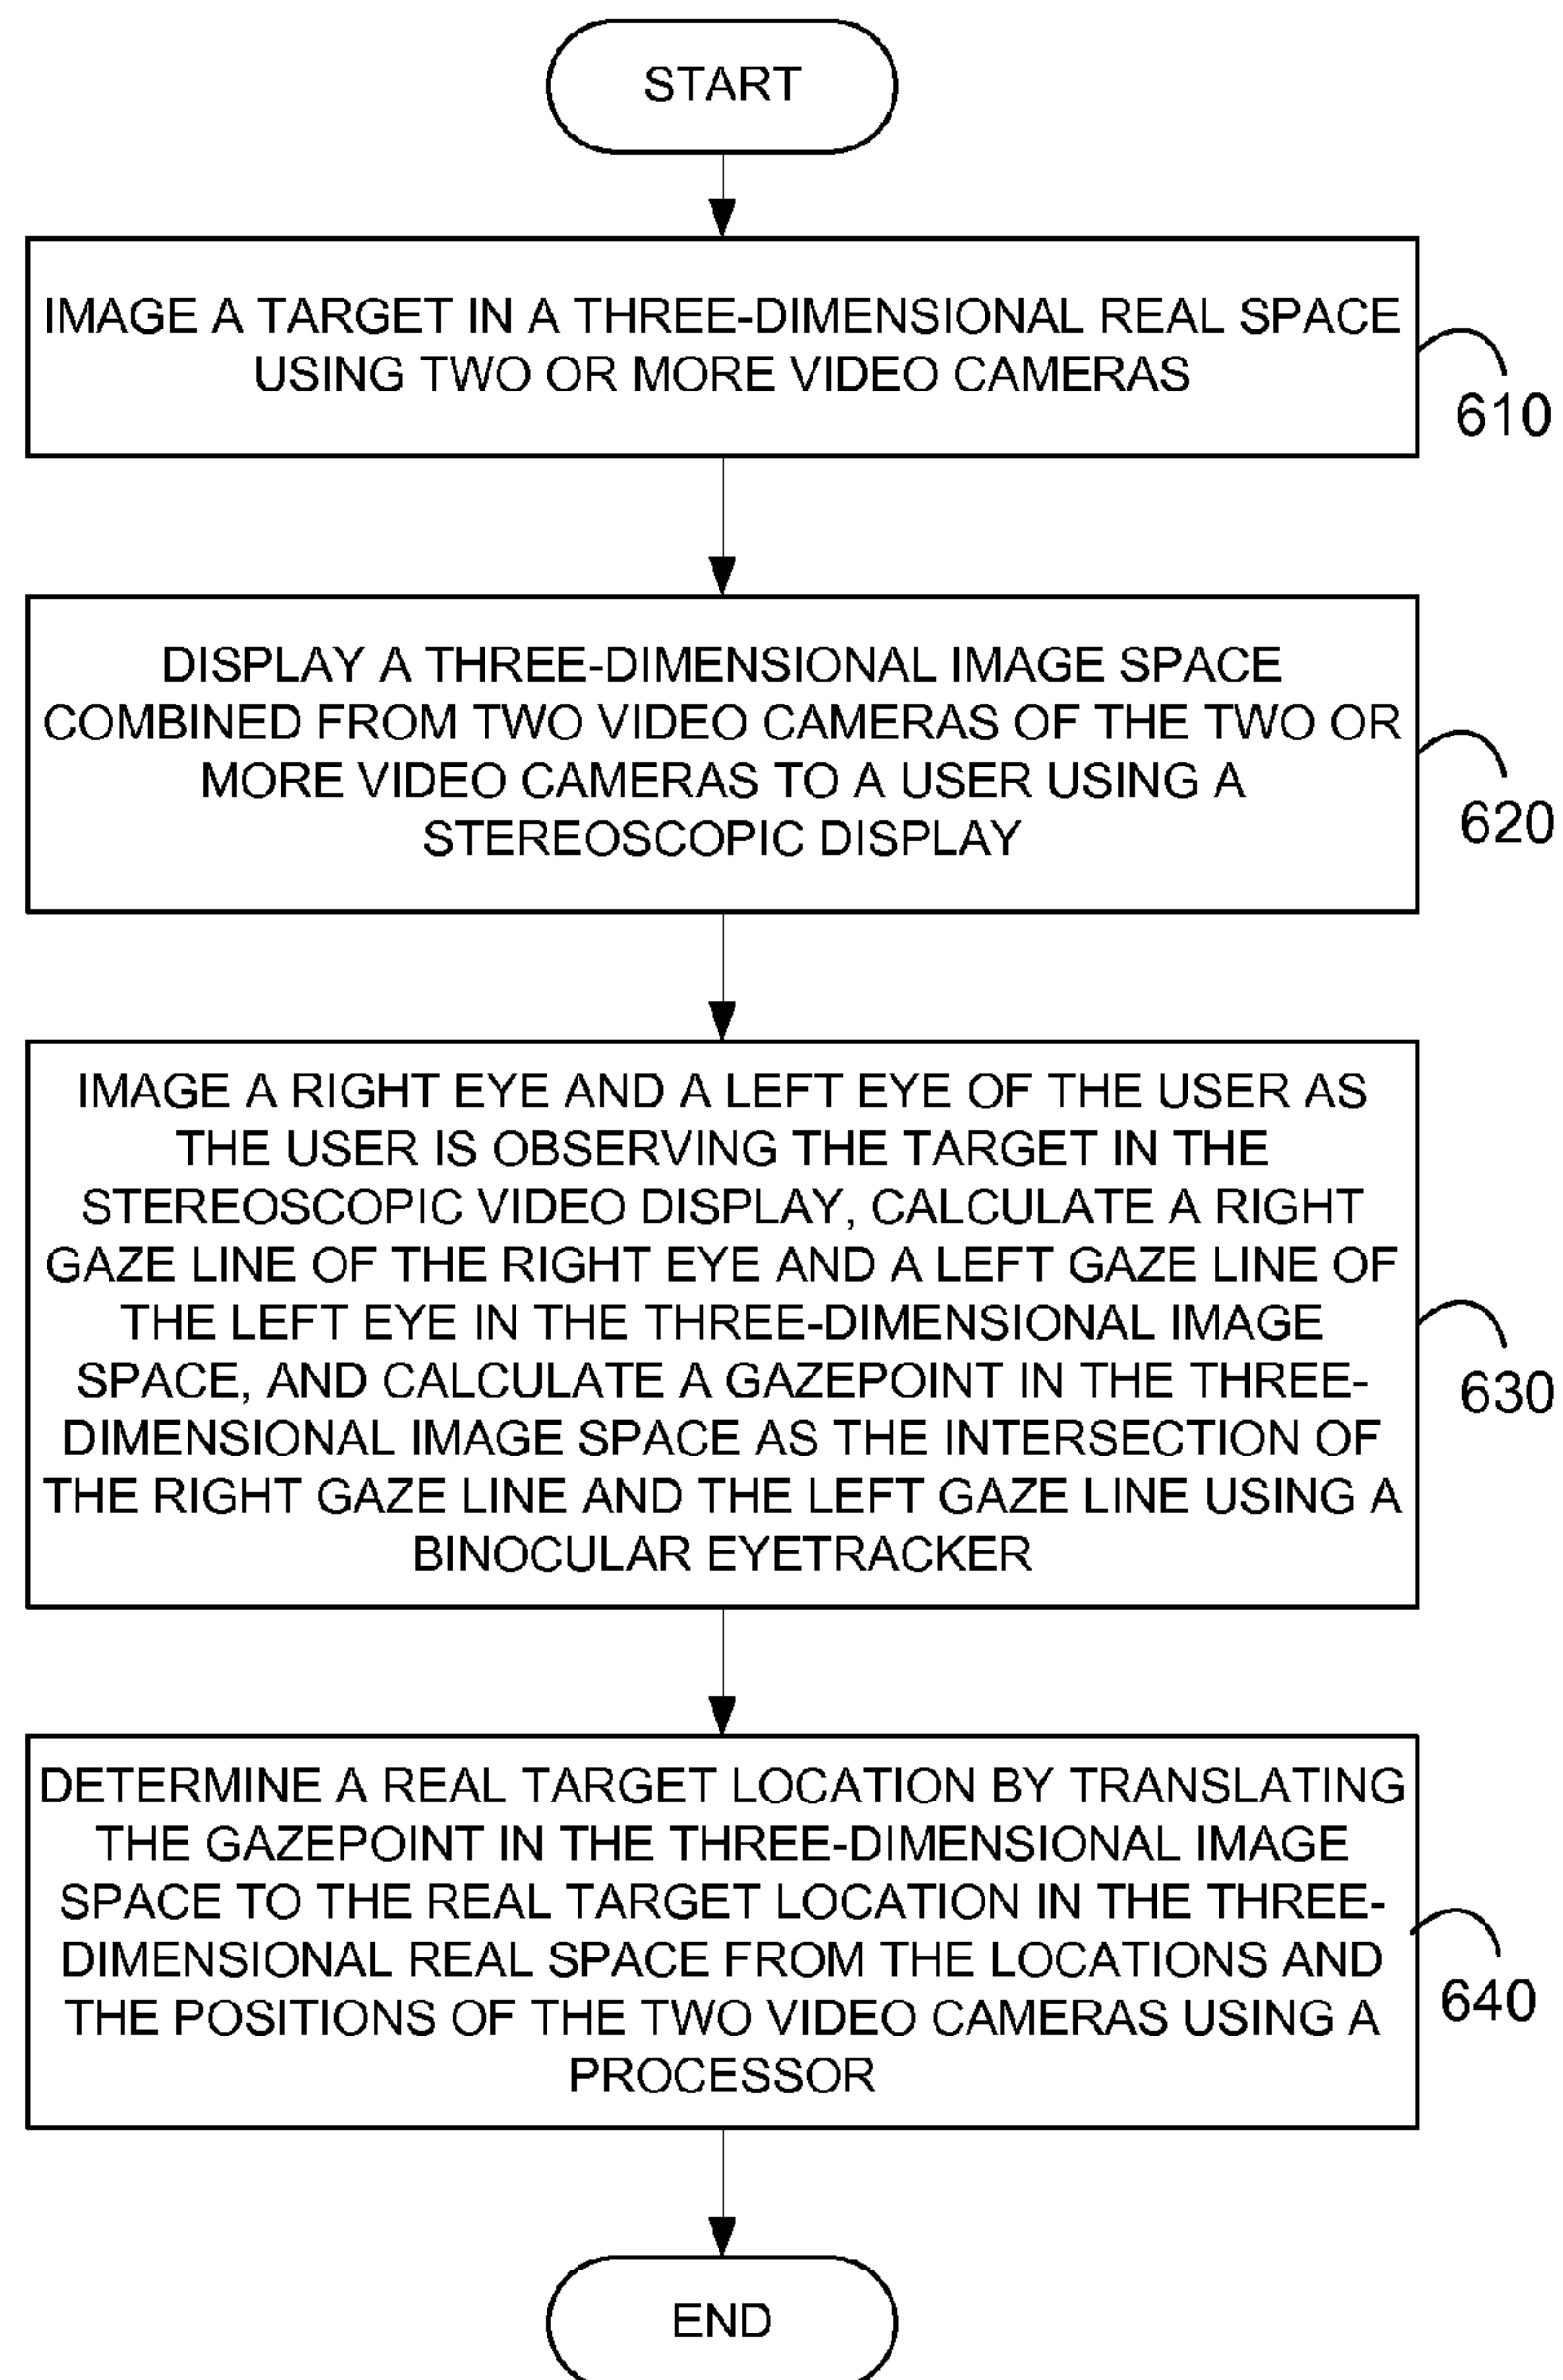 START
IMAGE A TARGET IN A THREE-DIMENSIONAL REAL SPACE
USING TWO OR MORE VIDEO CAMERAS
610
DISPLAY A THREE-DIMENSIONAL IMAGE SPACE
COMBINED FROM TWO VIDEO CAMERAS OF THE TWO OR
MORE VIDEO CAMERAS TO A USER USING A
STEREOSCOPIC DISPLAY
620
IMAGE A RIGHT EYE AND A LEFT EYE OF THE USER AS
THE USER IS OBSERVING THE TARGET IN THE
STEREOSCOPIC VIDEO DISPLAY, CALCULATE A RIGHT
GAZE LINE OF THE RIGHT EYE AND A LEFT GAZE LINE OF
THE LEFT EYE IN THE THREE-DIMENSIONAL IMAGE
SPACE, AND CALCULATE A GAZEPOINT IN THE THREE-
DIMENSIONAL IMAGE SPACE AS THE INTERSECTION OF
THE RIGHT GAZE LINE AND THE LEFT GAZE LINE USING A
BINOCULAR EYETRACKER
630
DETERMINE A REAL TARGET LOCATION BY TRANSLATING
THE GAZEPOINT IN THE THREE-DIMENSIONAL IMAGE
SPACE TO THE REAL TARGET LOCATION IN THE THREE-
DIMENSIONAL REAL SPACE FROM THE LOCATIONS AND
THE POSITIONS OF THE TWO VIDEO CAMERAS USING A
PROCESSOR
640
END